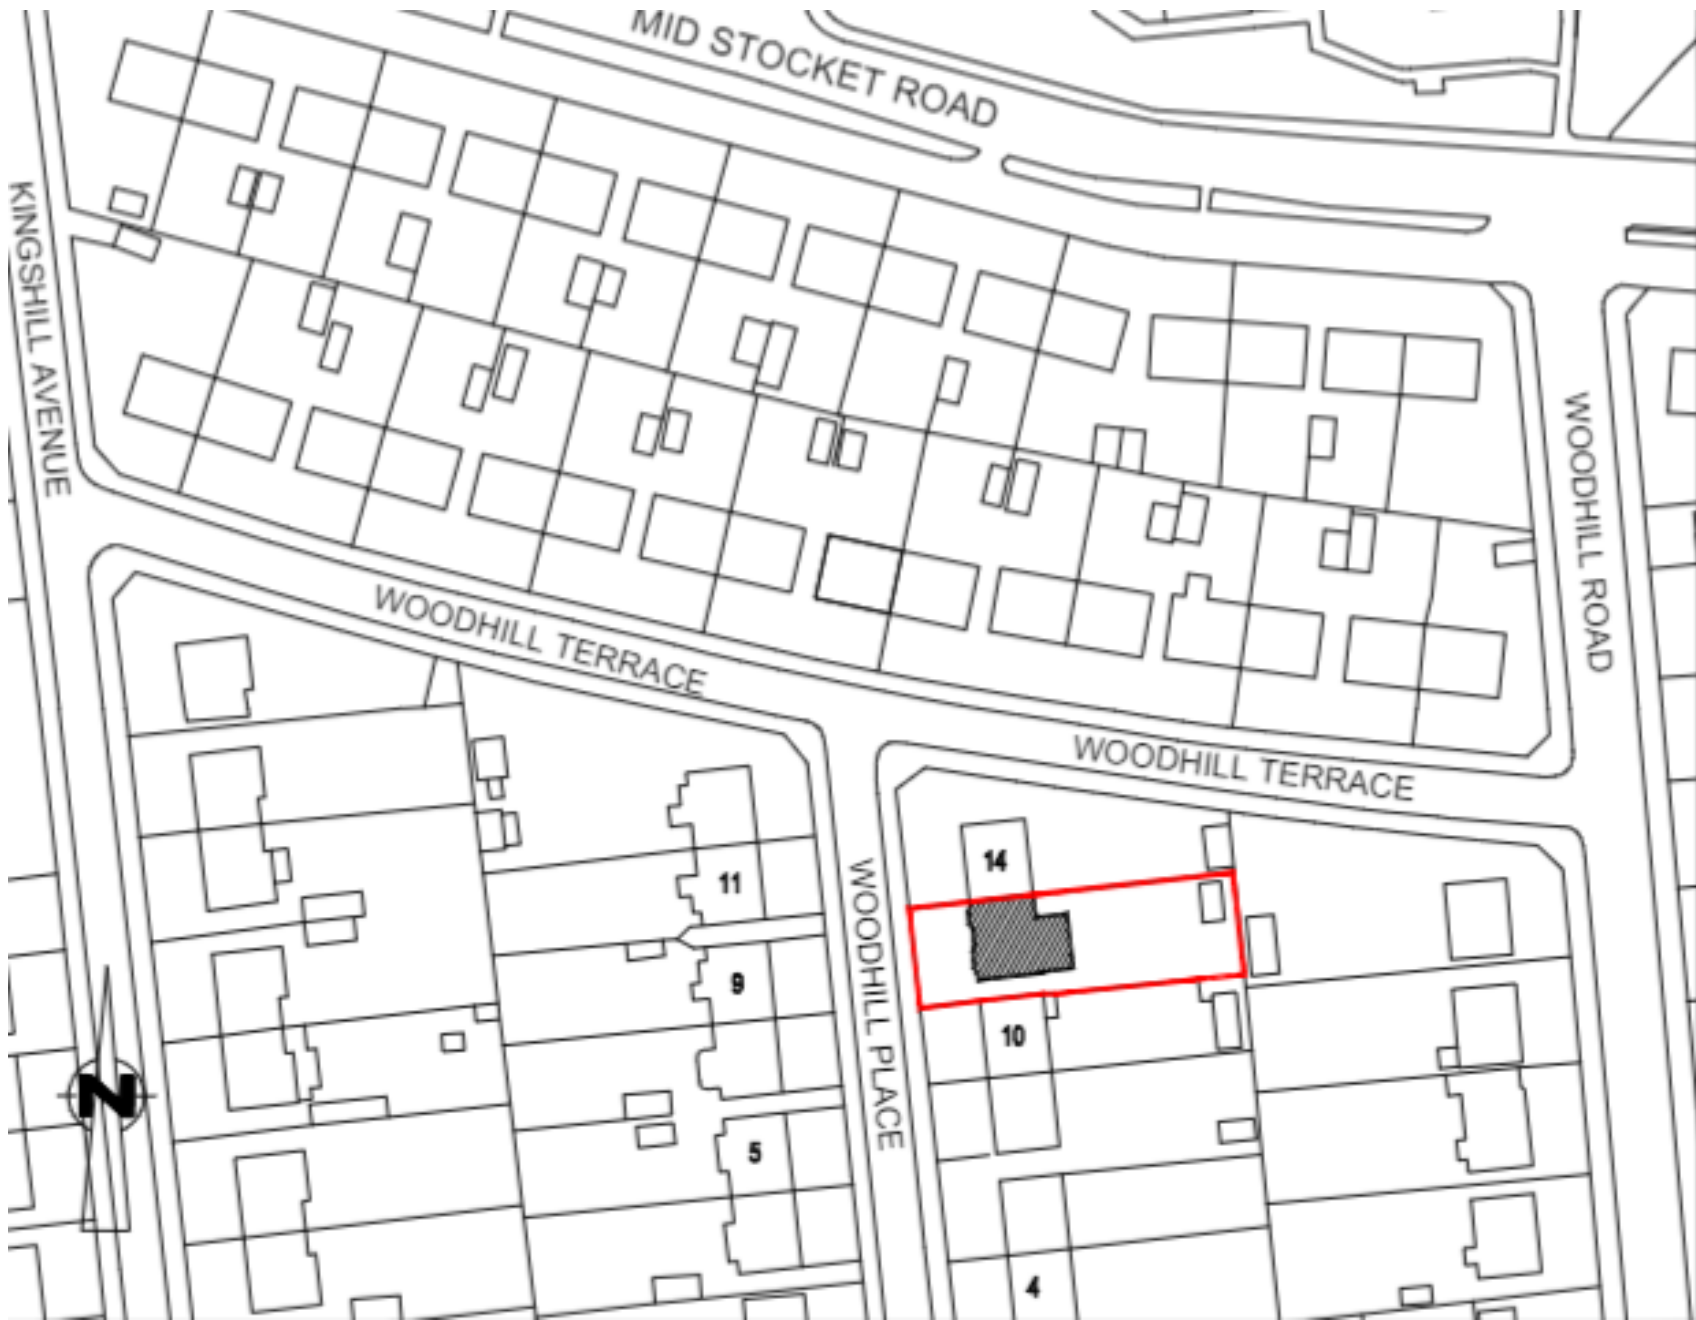 MID STOCKET ROAD
KINGSHILL AVENUE
WOODHILL ROAD
WOODHILL TERRACE
WOODHILL TERRACE
14
11
WOODHILL PLACE
9
10
N
5
4